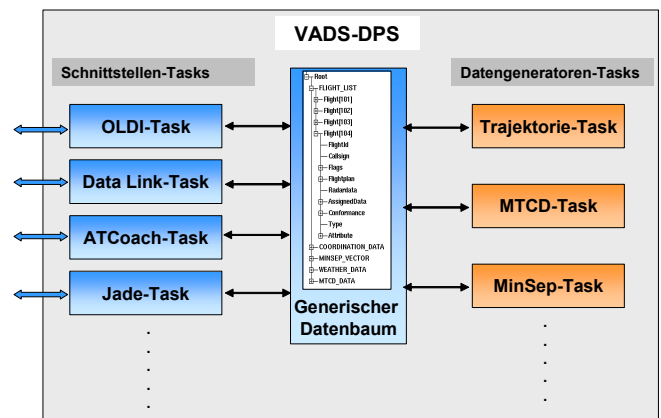 VADS-DPS
Schnittstellen-Tasks
OLDI-Task
Data Link-Task
ATCoach-Task
Jade-Task
Root
FLIGHT_LIST
Flight[101]
Flight[102]
Flight[103]
Flight[104]
FlightId
Callsign
Flags
Flightplan
Radardata
AssignedData
Conformance
Type
Attribute
COORDINATION_DATA
MINSEP_VECTOR
WEATHER_DATA
MTCD_DATA
Generischer
Datenbaum
Datengeneratoren-Tasks
Trajektorie-Task
MTCD-Task
MinSep-Task